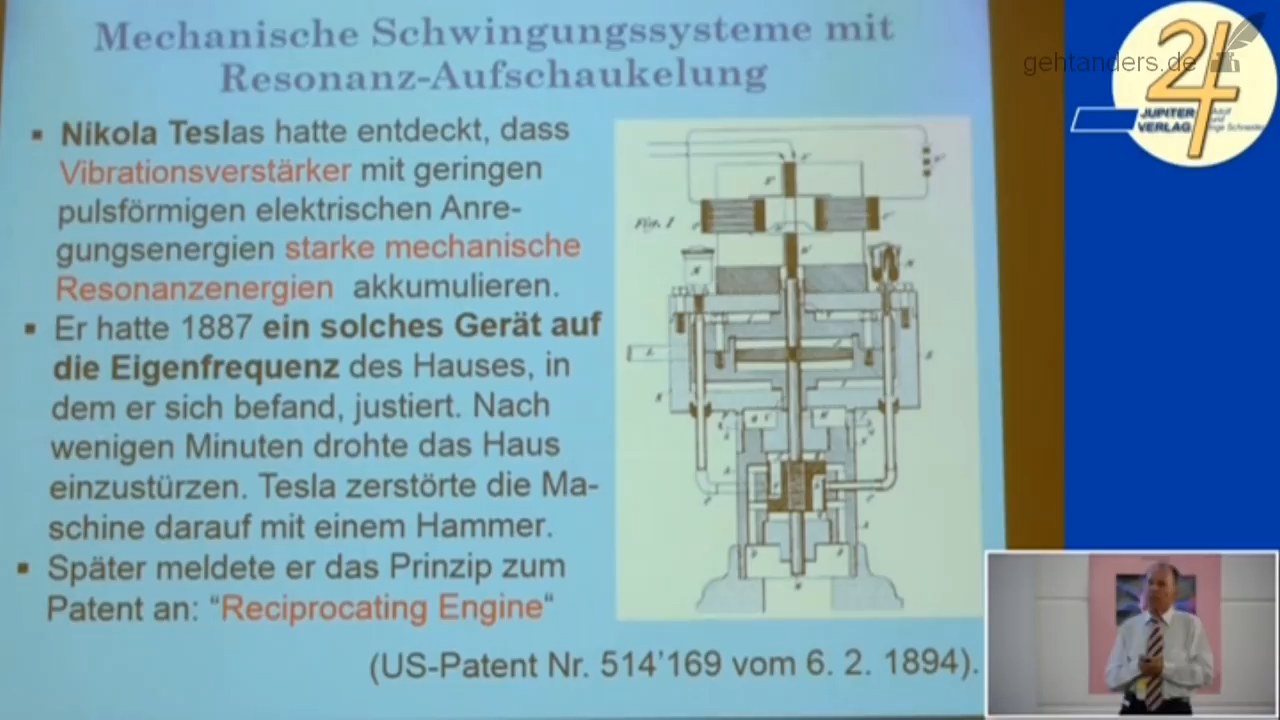 Mechanische Schwingungssysteme mit
Resonanz-Aufschaukelung
▪ Nikola Teslas hatte entdeckt, dass
Vibrationsverstärker mit geringen
pulsförmigen elektrischen Anre-
gungsenergien starke mechanische
Resonanzenergien akkumulieren.
▪ Er hatte 1887 ein solches Gerät auf
die Eigenfrequenz des Hauses, in
dem er sich befand, justiert. Nach
wenigen Minuten drohte das Haus
einzustürzen. Tesla zerstörte die Ma-
schine darauf mit einem Hammer.
▪ Später meldete er das Prinzip zum
Patent an: “Reciprocating Engine“
(US-Patent Nr. 514’169 vom 6. 2. 1894).
Fig. 1
gehtanders.de
JUPITER
VERLAG